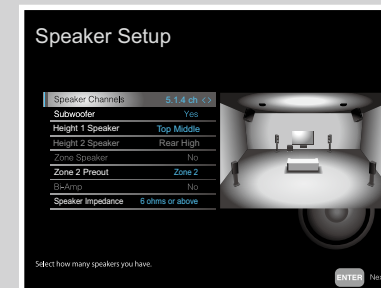 Speaker Setup
Speaker Channels 5.1.4 ch < >
Subwoofer Yes
Height 1 Speaker Top Middle
Height 2 Speaker Rear High
Zone Speaker No
Zone 2 Preout Zone 2
Bi-Amp No
Speaker Impedance 6 ohms or above
Select how many speakers you have.
ENTER